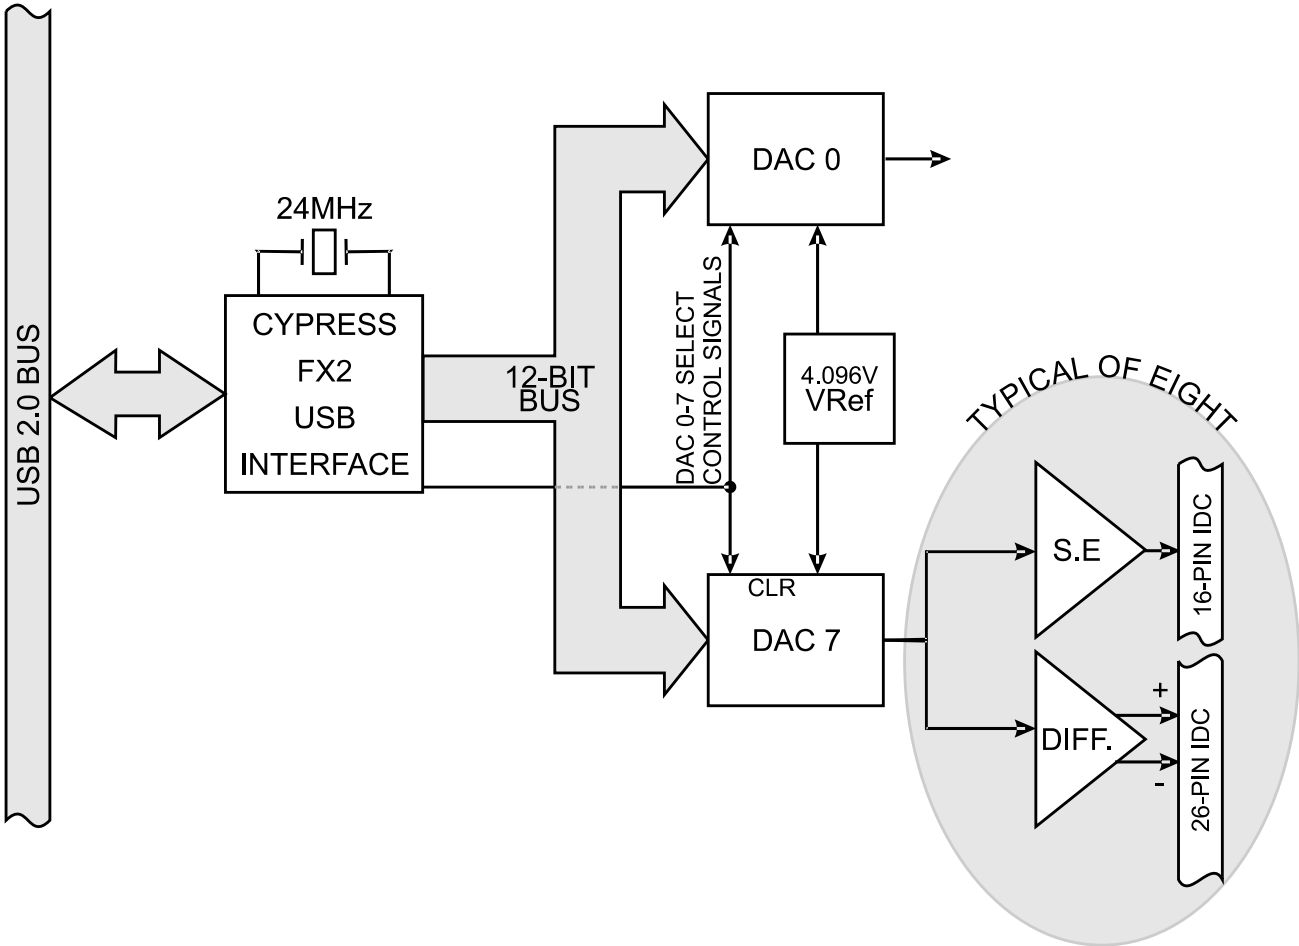 USB 2.0 BUS
24MHz
CYPRESS
FX2
USB
INTERFACE
12-BIT
BUS
DAC 0-7 SELECT
CONTROL SIGNALS
DAC 0
4.096V
VRef
CLR
DAC 7
TYPICAL OF EIGHT
S.E
16-PIN IDC
DIFF.
+
-
26-PIN IDC